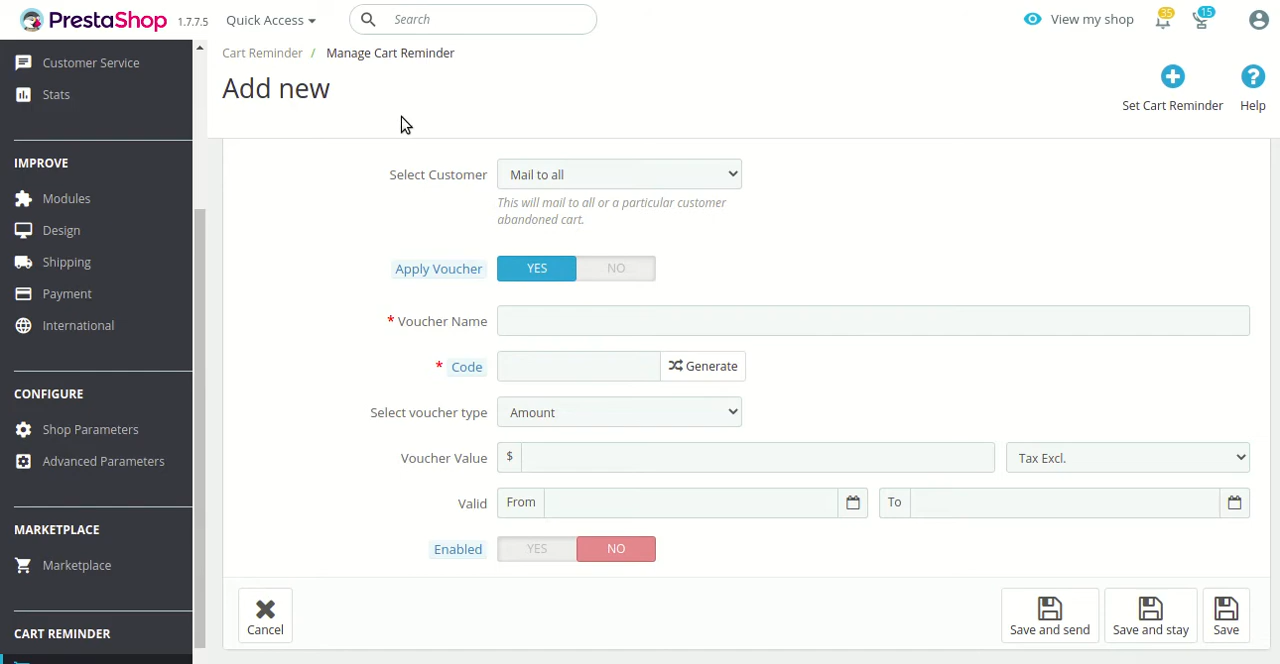 PrestaShop 1.7.7.5 Quick Access Search View my shop 35 15
Cart Reminder / Manage Cart Reminder
Add new
Set Cart Reminder Help
Customer Service
Stats
IMPROVE
Modules
Design
Shipping
Payment
International
CONFIGURE
Shop Parameters
Advanced Parameters
MARKETPLACE
Marketplace
CART REMINDER
Select Customer Mail to all
This will mail to all or a particular customer
abandoned cart.
Apply Voucher YES NO
* Voucher Name
* Code Generate
Select voucher type Amount
Voucher Value $ Tax Excl.
Valid From To
Enabled YES NO
Cancel Save and send Save and stay Save